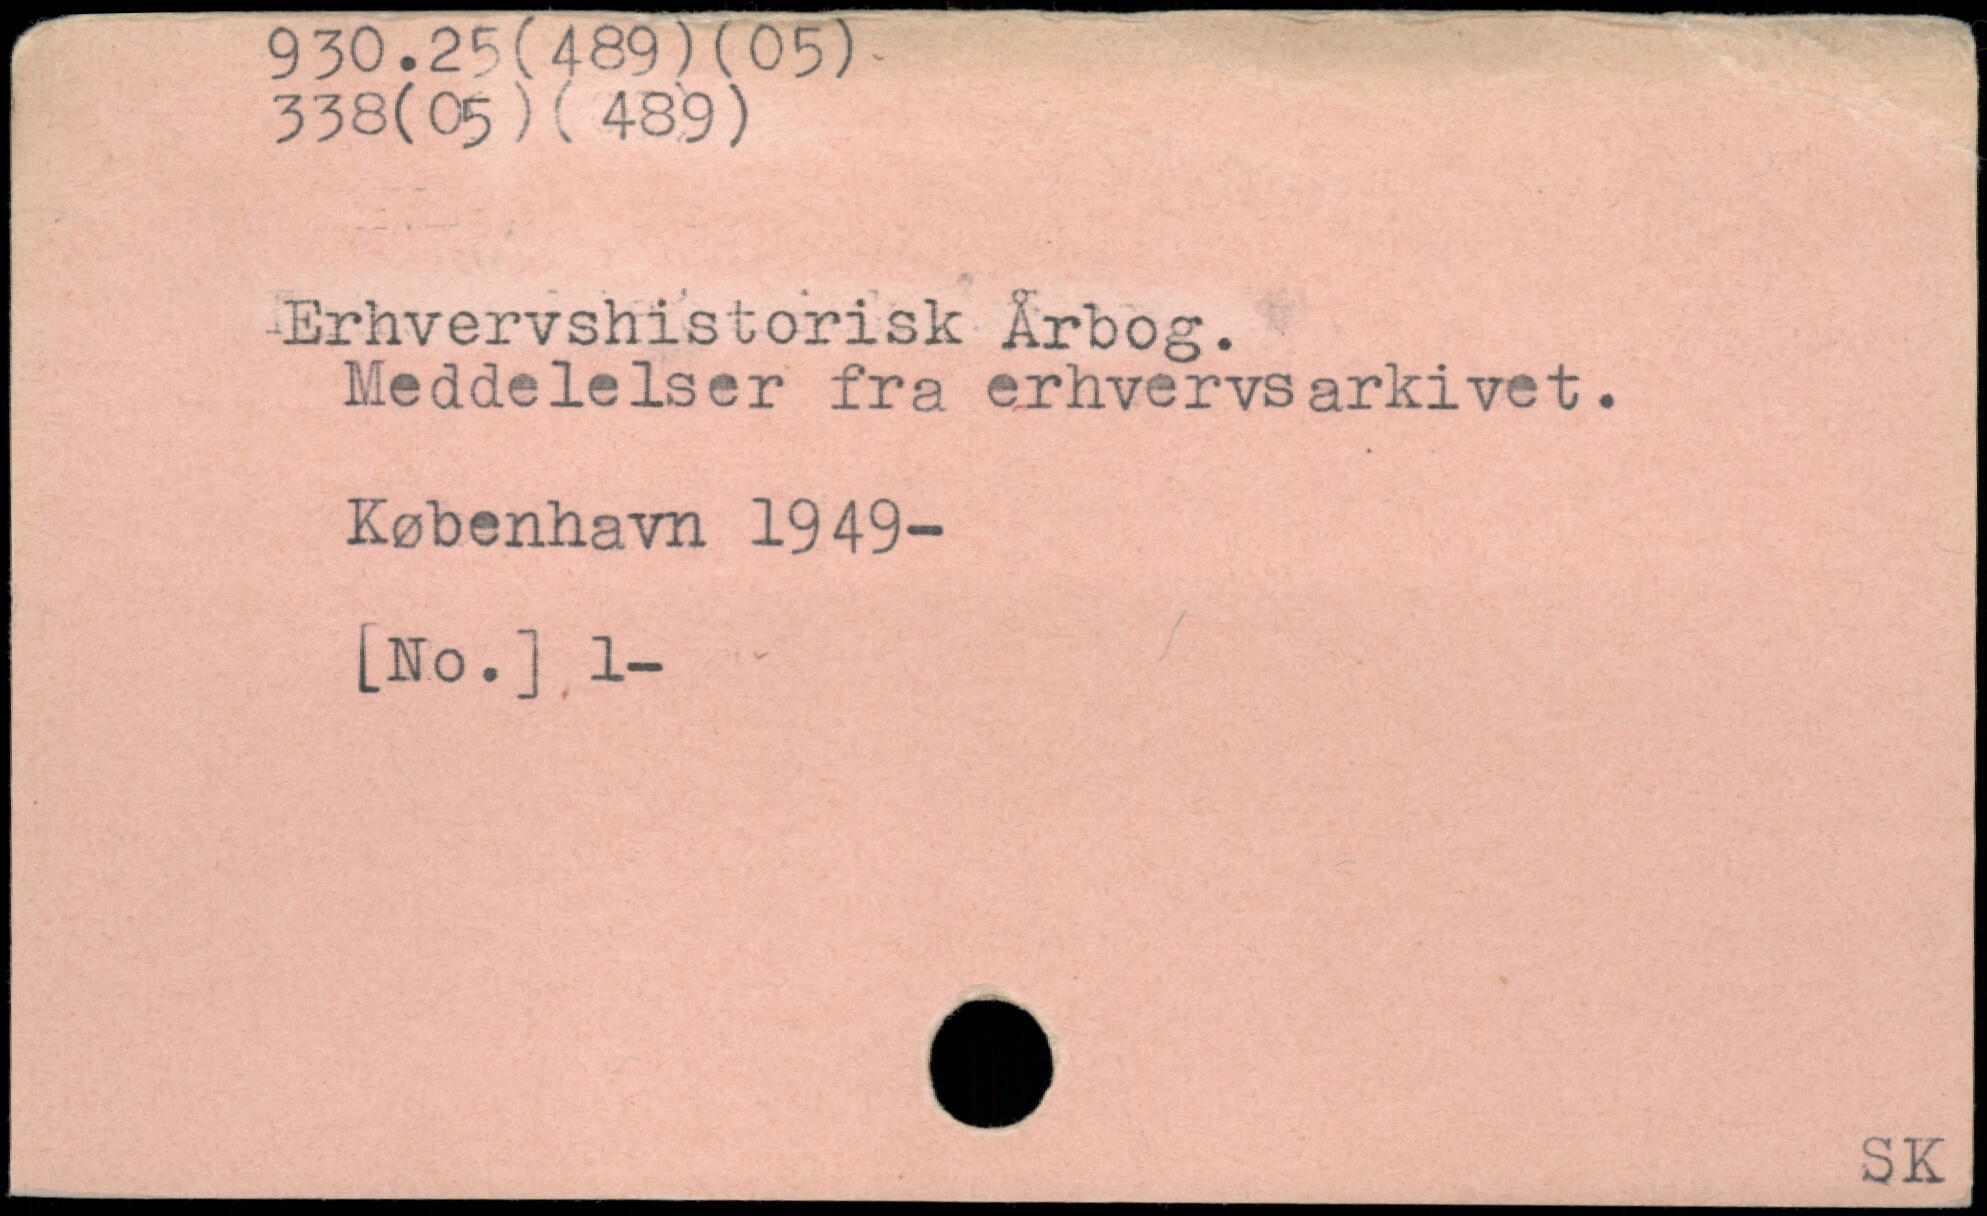 930.25(489)(05)
338(05)(489)
Erhvervshistorisk Årbog.
Meddelelser fra erhvervsarkivet.
København 1949-
[No.] 1-
SK